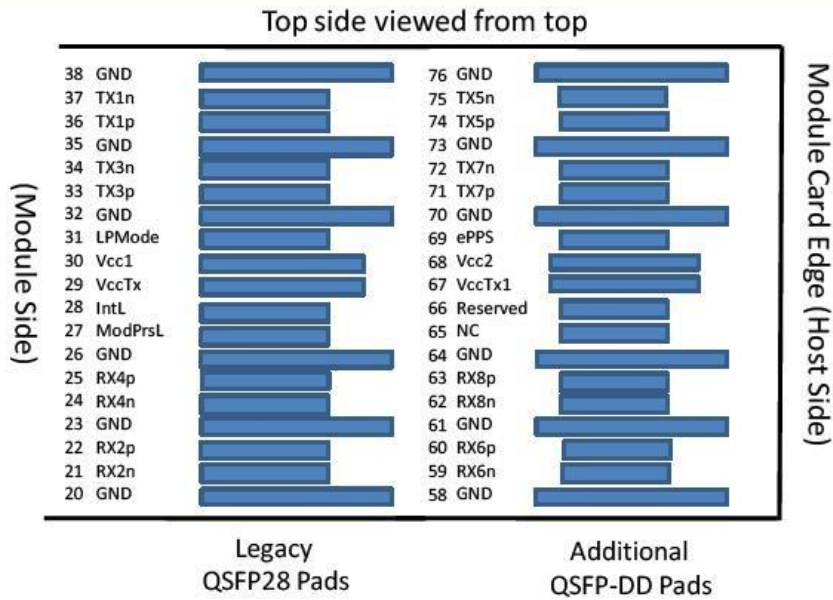 Top side viewed from top
38 GND 76 GND
37 TX1n 75 TX5n
36 TX1p 74 TX5p
35 GND 73 GND
34 TX3n 72 TX7n
33 TX3p 71 TX7p
32 GND 70 GND
31 LPMode 69 ePPS
30 Vcc1 68 Vcc2
29 VccTx 67 VccTx1
28 IntL 66 Reserved
27 ModPrsL 65 NC
26 GND 64 GND
25 RX4p 63 RX8p
24 RX4n 62 RX8n
23 GND 61 GND
22 RX2p 60 RX6p
21 RX2n 59 RX6n
20 GND 58 GND
(Module Side)
Module Card Edge (Host Side)
Legacy
QSFP28 Pads
Additional
QSFP-DD Pads